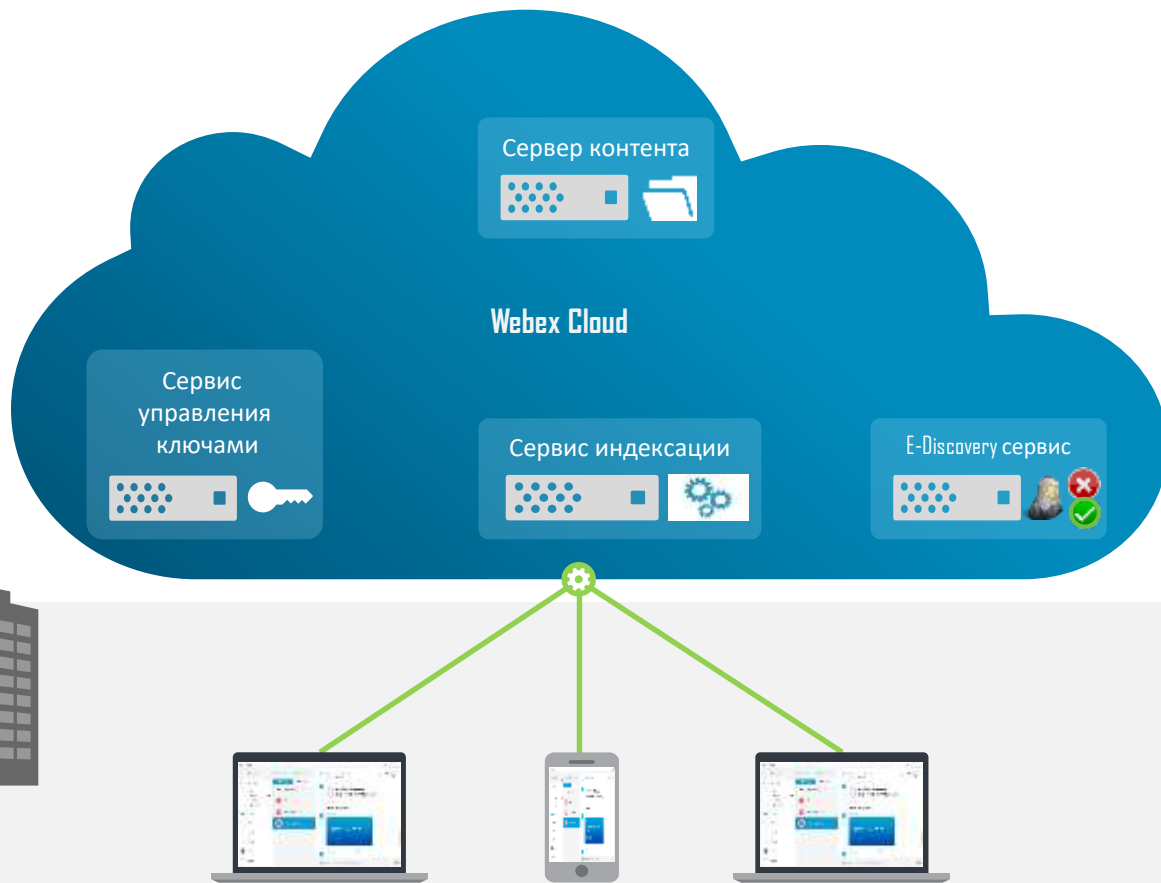 Сервер контента
Webex Cloud
Сервис
управления
ключами
Сервис индексации
E-Discovery сервис